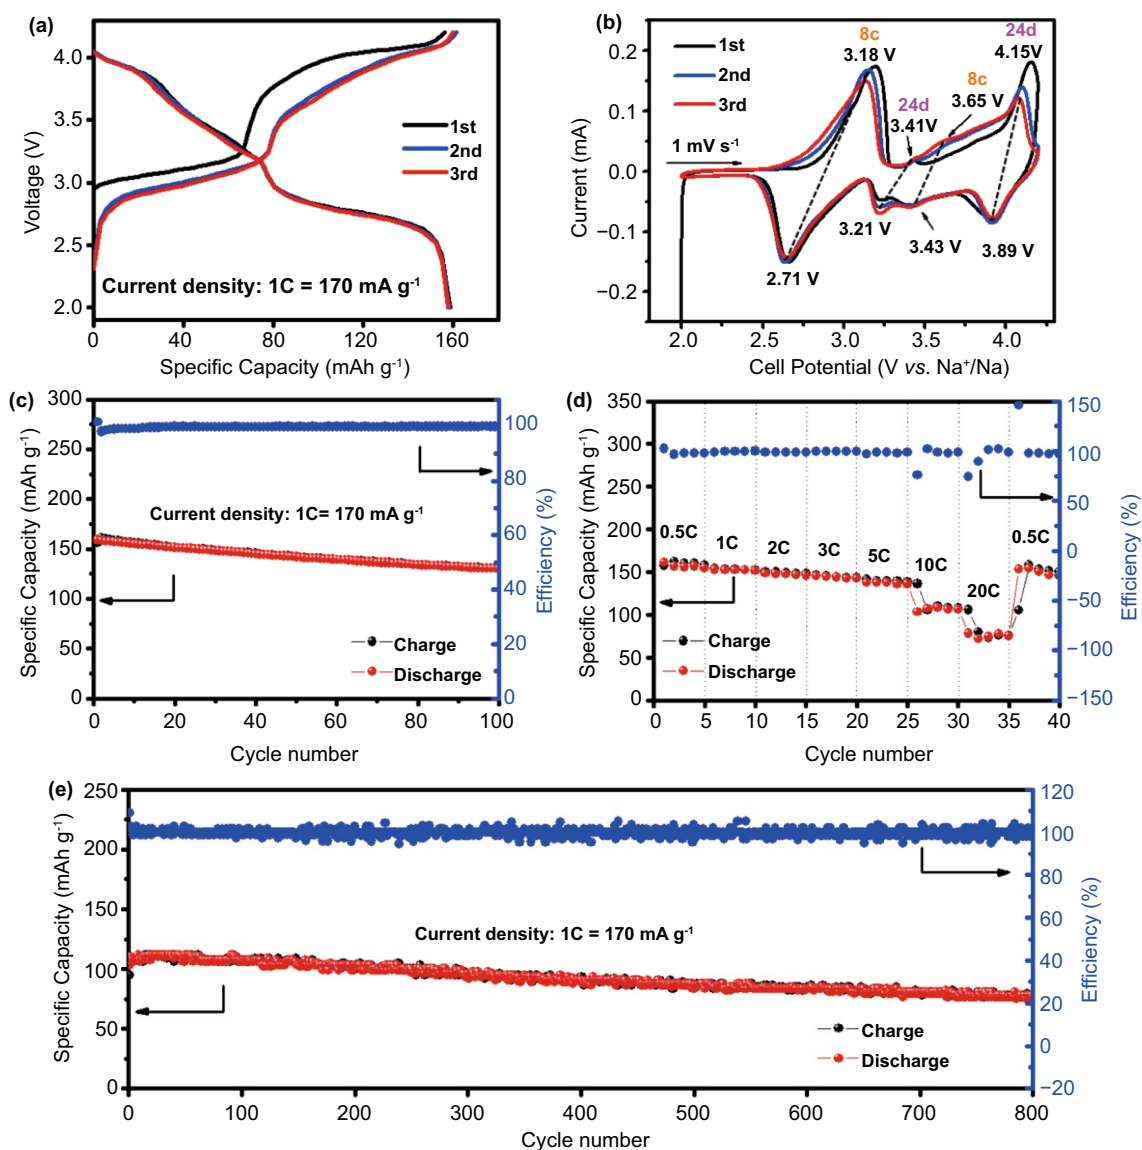 (a)
4.0
3.5
3.0
2.5
2.0
Voltage (V)
1st
2nd
3rd
Current density: 1C = 170 mA g⁻¹
0 40 80 120 160
Specific Capacity (mAh g⁻¹)
(b)
0.2
0.1
0.0
−0.1
−0.2
Current (mA)
1st
2nd
3rd
1 mV s⁻¹
8c
3.18 V
24d
3.41V
8c
3.65 V
24d
4.15V
2.71 V
3.21 V
3.43 V
3.89 V
2.0 2.5 3.0 3.5 4.0
Cell Potential (V vs. Na⁺/Na)
(c)
300
275
250
200
150
100
50
0
Specific Capacity (mAh g⁻¹)
Current density: 1C= 170 mA g⁻¹
Charge
Discharge
100
80
60
40
20
0
Efficiency (%)
0 20 40 60 80 100
Cycle number
(d)
350
300
250
200
150
100
50
0
Specific Capacity (mAh g⁻¹)
0.5C 1C 2C 3C 5C 10C 20C 0.5C
Charge
Discharge
150
100
50
0
−50
−100
−150
Efficiency (%)
0 5 10 15 20 25 30 35 40
Cycle number
(e)
250
200
150
100
50
0
Specific Capacity (mAh g⁻¹)
Current density: 1C = 170 mA g⁻¹
Charge
Discharge
120
100
80
60
40
20
0
−20
Efficiency (%)
0 100 200 300 400 500 600 700 800
Cycle number